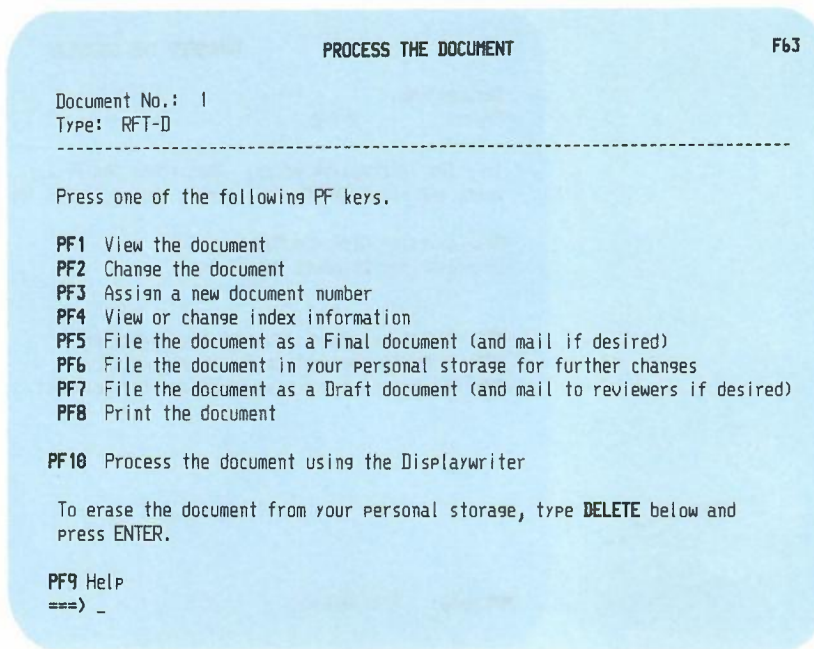 PROCESS THE DOCUMENT F63
Document No.: 1
Type: RFT-D
--------------------------------------------------------------------------------
Press one of the following PF keys.
PF1 View the document
PF2 Change the document
PF3 Assign a new document number
PF4 View or change index information
PF5 File the document as a Final document (and mail if desired)
PF6 File the document in your personal storage for further changes
PF7 File the document as a Draft document (and mail to reviewers if desired)
PF8 Print the document
PF10 Process the document using the Displaywriter
To erase the document from your personal storage, type DELETE below and
press ENTER.
PF9 Help
===) _